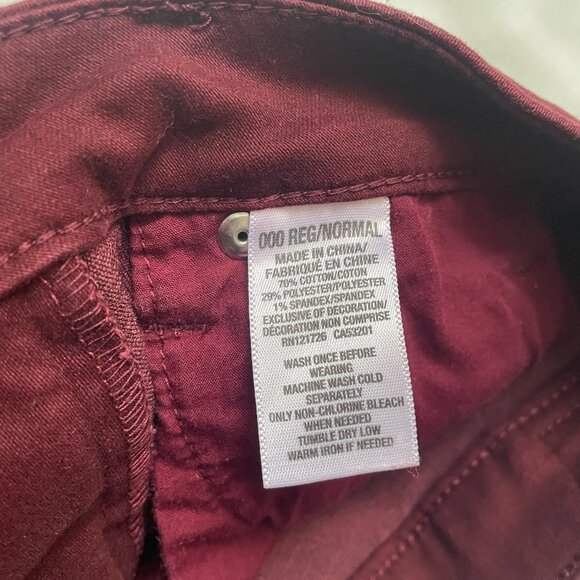 000 REG/NORMAL
MADE IN CHINA/
FABRIQUÉ EN CHINE
70% COTTON/COTON
29% POLYESTER/POLYESTER
1% SPANDEX/SPANDEX
EXCLUSIVE OF DECORATION/
DÉCORATION NON COMPRISE
RN121726 CA53201
WASH ONCE BEFORE
WEARING
MACHINE WASH COLD
SEPARATELY
ONLY NON-CHLORINE BLEACH
WHEN NEEDED
TUMBLE DRY LOW
WARM IRON IF NEEDED